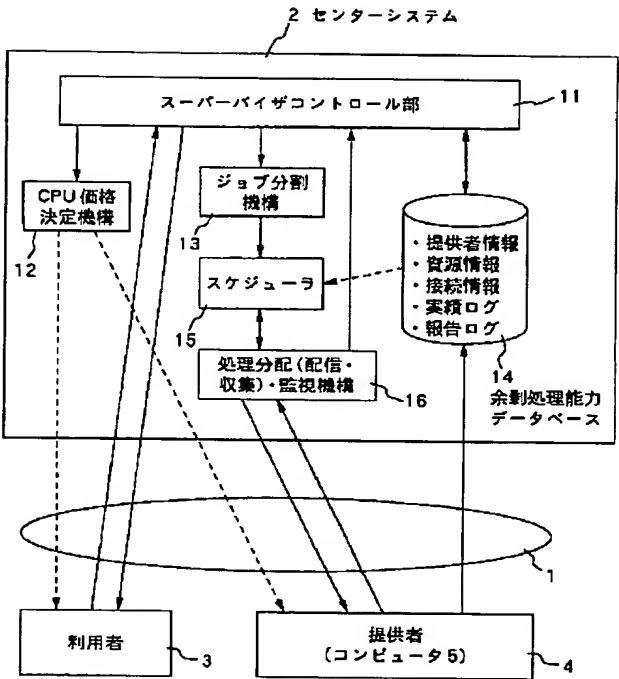 2 センターシステム
スーパーバイザコントロール部
11
CPU価格
決定機構
12
ジョブ分割
機構
13
スケジューラ
15
・提供者情報
・資源情報
・接続情報
・実績ログ
・報告ログ
14
余剰処理能力
データベース
処理分配(配信・
収集)・監視機構
16
1
利用者
3
提供者
(コンピュータ5)
4